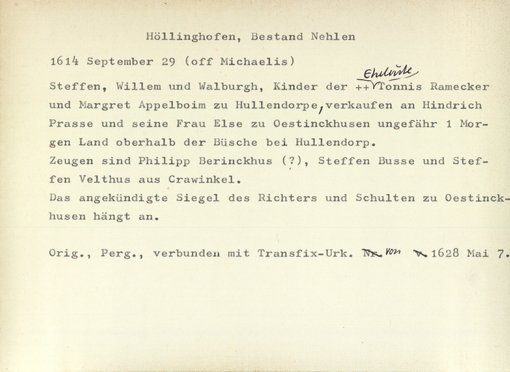 Höllinghofen, Bestand Nehlen
1614 September 29 (off Michaelis)
Steffen, Willem und Walburgh, Kinder der ++ Eheleute Tonnis Ramecker
und Margret Appelboim zu Hullendorpe, verkaufen an Hindrich
Prasse und seine Frau Else zu Oestinckhusen ungefähr 1 Mor-
gen Land oberhalb der Büsche bei Hullendorp.
Zeugen sind Philipp Berinckhus (?), Steffen Busse und Stef-
fen Velthus aus Crawinkel.
Das angekündigte Siegel des Richters und Schulten zu Oestinck-
husen hängt an.
Orig., Perg., verbunden mit Transfix-Urk. von 1628 Mai 7.